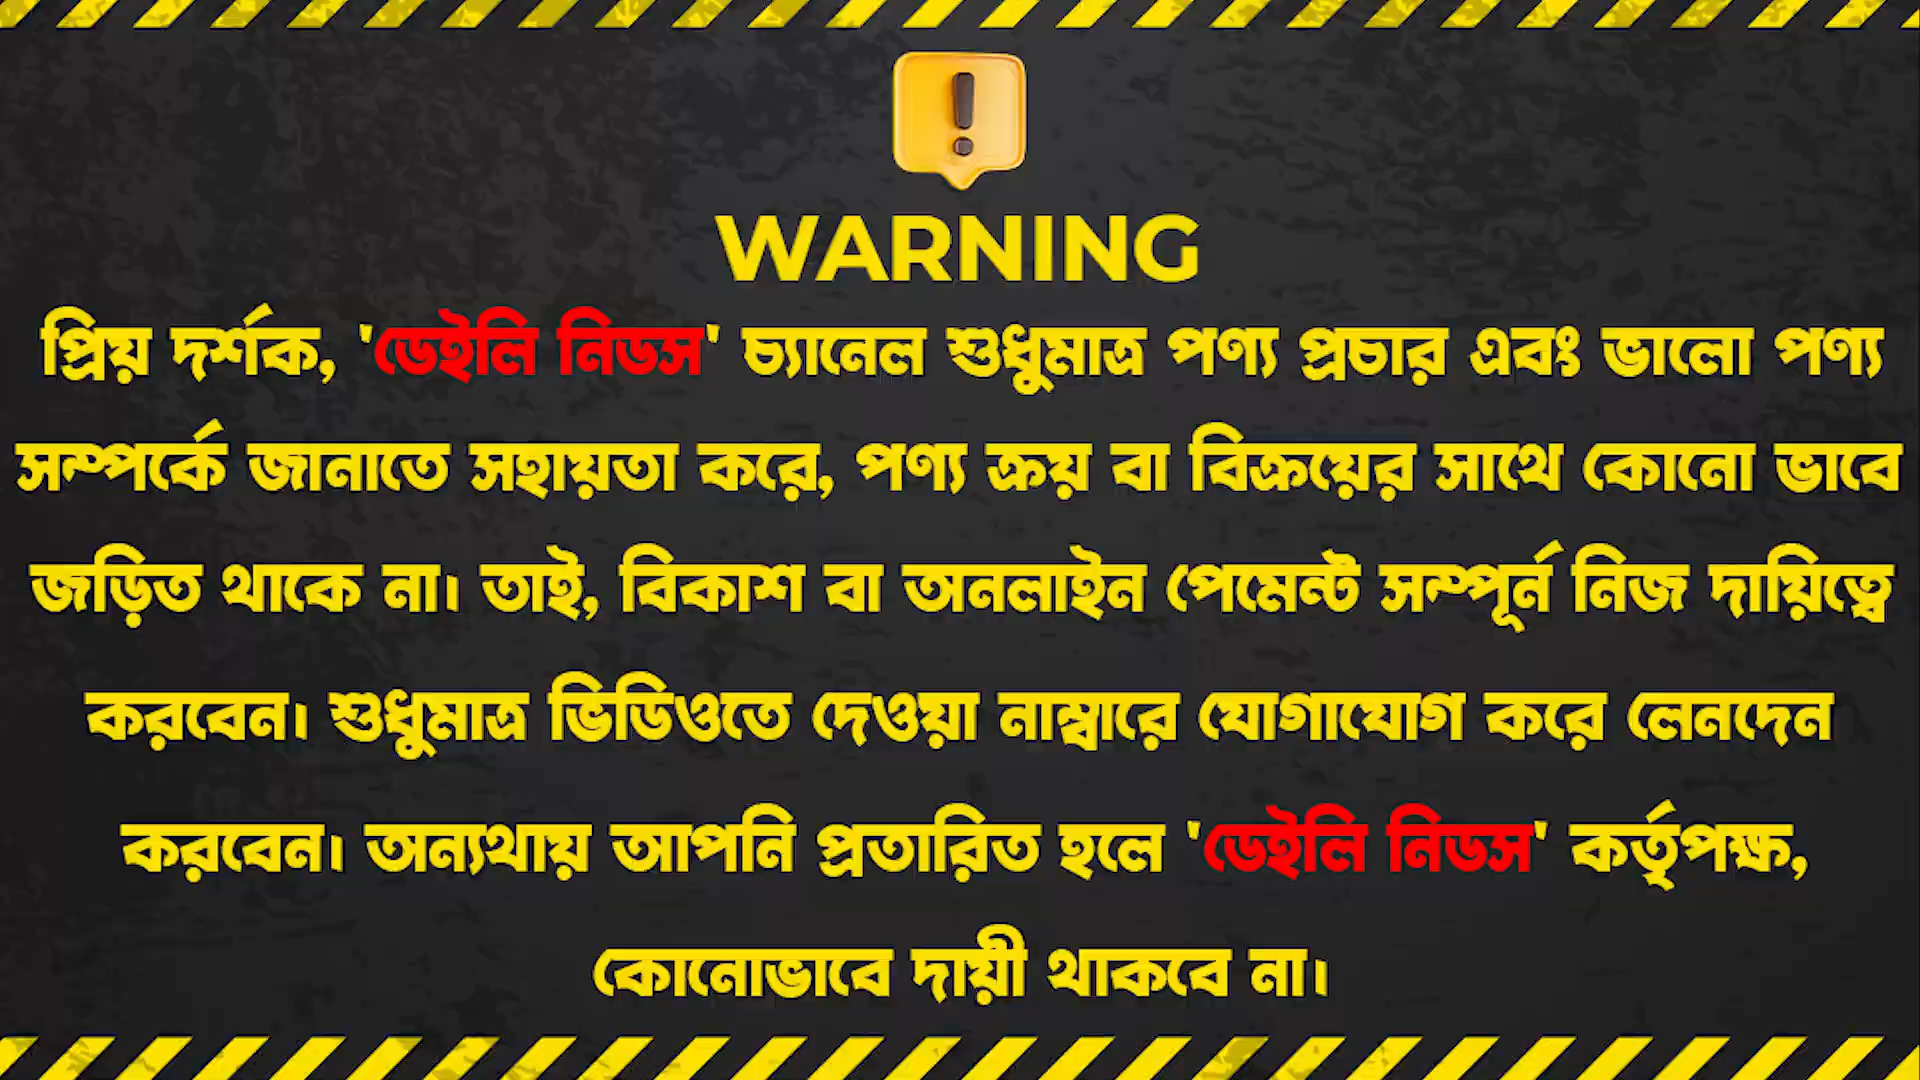 WARNING
প্রিয় দর্শক, 'ডেইলি নিডস' চ্যানেল শুধুমাত্র পণ্য প্রচার এবং ভালো পণ্য
সম্পর্কে জানাতে সহায়তা করে, পণ্য ক্রয় বা বিক্রয়ের সাথে কোনো ভাবে
জড়িত থাকে না। তাই, বিকাশ বা অনলাইন পেমেন্ট সম্পূর্ন নিজ দায়িত্বে
করবেন। শুধুমাত্র ভিডিওতে দেওয়া নাম্বারে যোগাযোগ করে লেনদেন
করবেন। অন্যথায় আপনি প্রতারিত হলে 'ডেইলি নিডস' কর্তৃপক্ষ,
কোনোভাবে দায়ী থাকবে না।